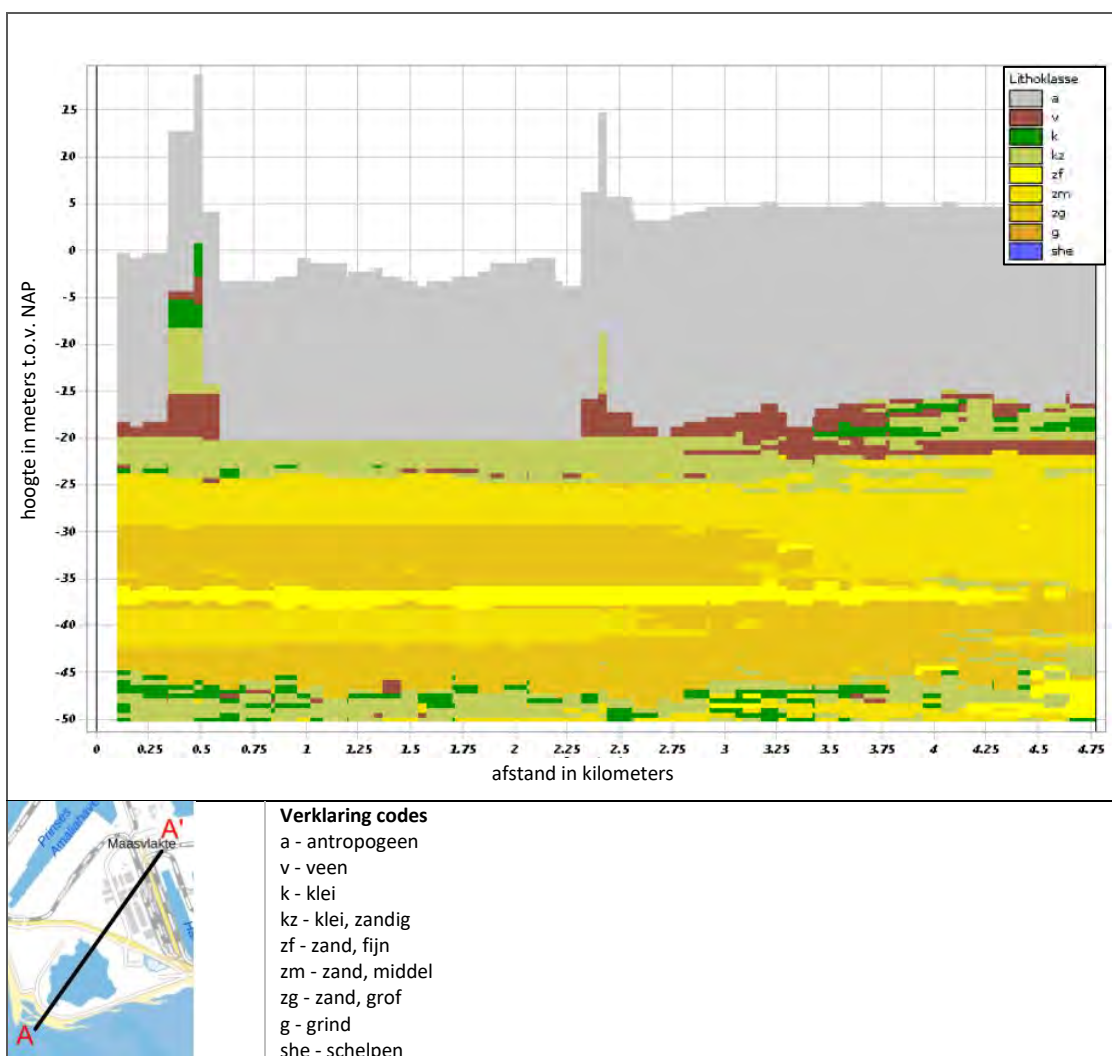 Lithoklasse
a
v
k
kz
zf
zm
zg
g
she
15
10
5
0
-5
-10
-15
-20
-25
-30
-35
-40
-45
-50
hoogte in meters t.o.v. NAP
0 0.25 0.5 0.75 1 1.25 1.5 1.75 2 2.25 2.5 2.75 3 3.25 3.5 3.75 4 4.25 4.5 4.75
afstand in kilometers
Prinses
Amaliahave
A'
Maasvlakte
A
Verklaring codes
a - antropogeen
v - veen
k - klei
kz - klei, zandig
zf - zand, fijn
zm - zand, middel
zg - zand, grof
g - grind
she - schelpen